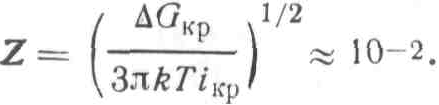 Z = (ΔG_кр / 3πkTi_кр)^1/2 ≈ 10−2.